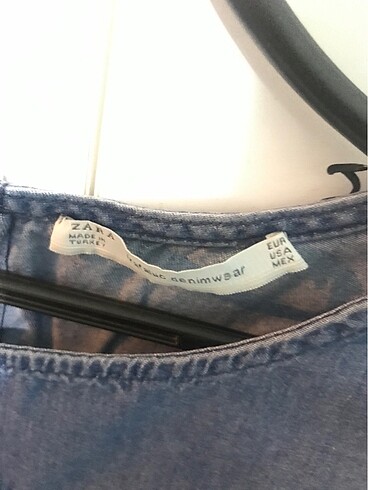 ZARA
MADE IN
TURKEY
denimwear
EUR
USA
MEX